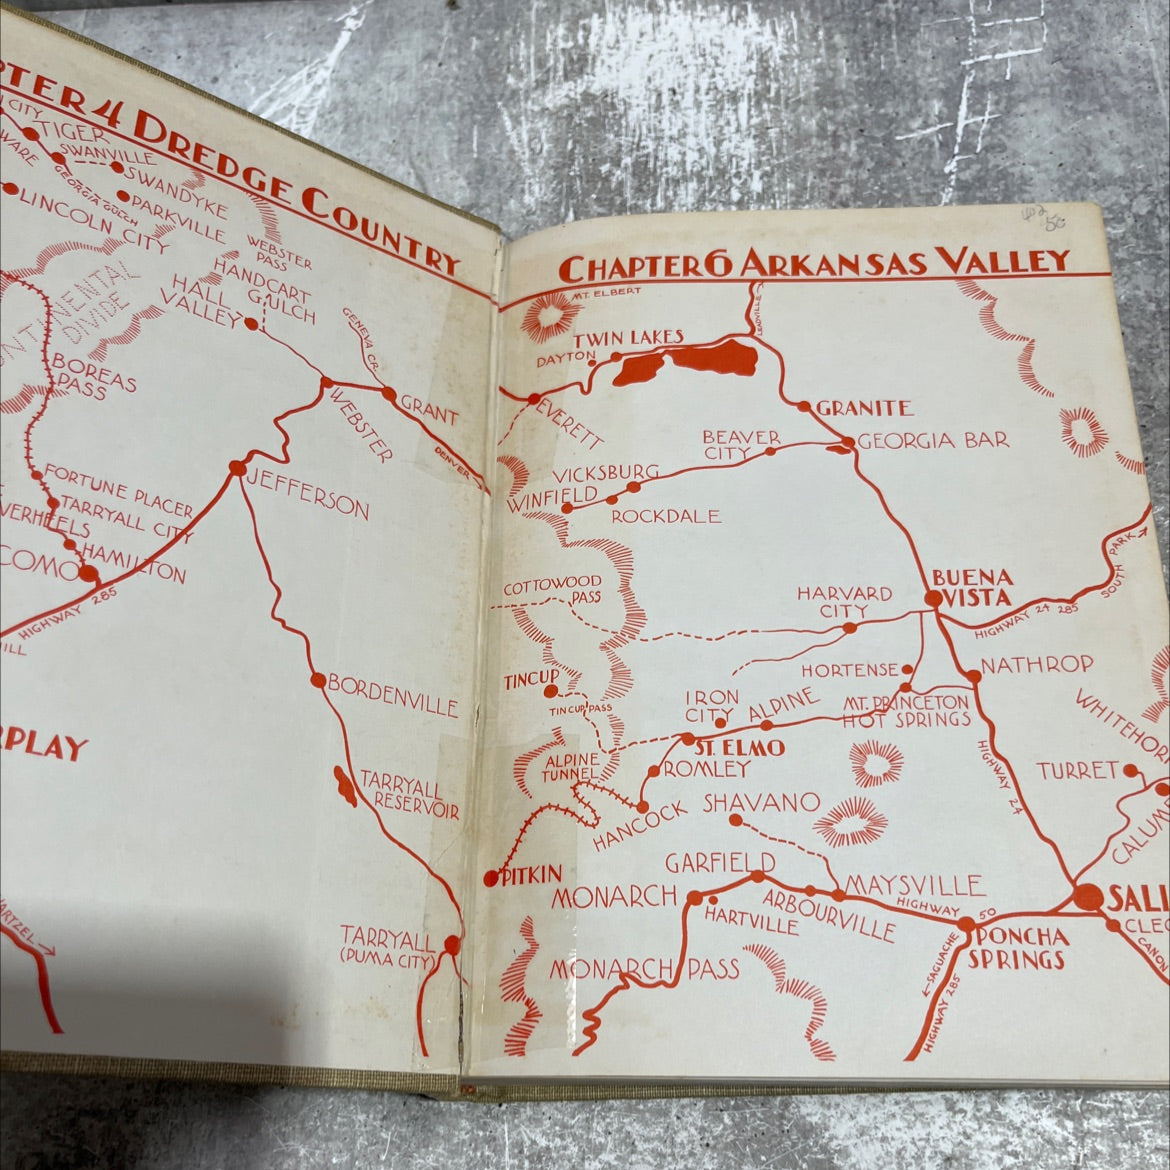 CHAPTER 6 ARKANSAS VALLEY
TER 4 DREDGE COUNTRY
CITY
TIGER
WARE
SWANVILLE
SWANDYKE
GEORGIA GULCH
PARKVILLE
LINCOLN CITY
WEBSTER
PASS
HANDCART
GULCH
HALL
VALLEY
CONTINENTAL
DIVIDE
GENEVA CR.
BOREAS
PASS
GRANT
WEBSTER
DENVER
JEFFERSON
FORTUNE PLACER
TARRYALL CITY
HAMILTON
COMO
HIGHWAY 285
BORDENVILLE
RPLAY
TARRYALL
RESERVOIR
TARRYALL
(PUMA CITY)
MT. ELBERT
LEADVILLE
TWIN LAKES
DAYTON
EVERETT
GRANITE
BEAVER
CITY
GEORGIA BAR
VICKSBURG
WINFIELD
ROCKDALE
SOUTH PARK
COTTOWOOD
PASS
BUENA
VISTA
HARVARD
CITY
HIGHWAY 24 285
HORTENSE
NATHROP
TINCUP
TINCUP PASS
IRON
CITY
ALPINE
MT. PRINCETON
HOT SPRINGS
WHITEHOR
ST. ELMO
ALPINE
TUNNEL
ROMLEY
HIGHWAY 24
TURRET
HANCOCK
SHAVANO
CALUM
PITKIN
GARFIELD
MONARCH
HARTVILLE
ARBOURVILLE
MAYSVILLE
HIGHWAY 50
SALI
CLEO
PONCHA
SPRINGS
CANON
MONARCH PASS
SAGUACHE
HIGHWAY 285